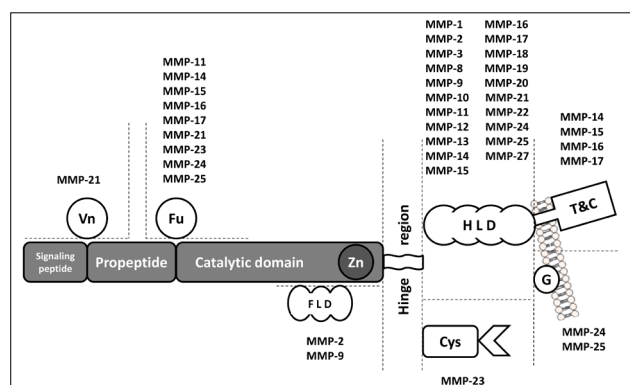 MMP-11
MMP-14
MMP-15
MMP-16
MMP-17
MMP-21
MMP-23
MMP-24
MMP-25
MMP-1
MMP-2
MMP-3
MMP-8
MMP-9
MMP-10
MMP-11
MMP-12
MMP-13
MMP-14
MMP-15
MMP-16
MMP-17
MMP-18
MMP-19
MMP-20
MMP-21
MMP-22
MMP-24
MMP-25
MMP-27
MMP-14
MMP-15
MMP-16
MMP-17
MMP-21
Vn
Fu
HLD
T&C
Signaling
peptide
Propeptide
Catalytic domain
Zn
Hinge region
G
FLD
MMP-2
MMP-9
Cys
MMP-23
MMP-24
MMP-25